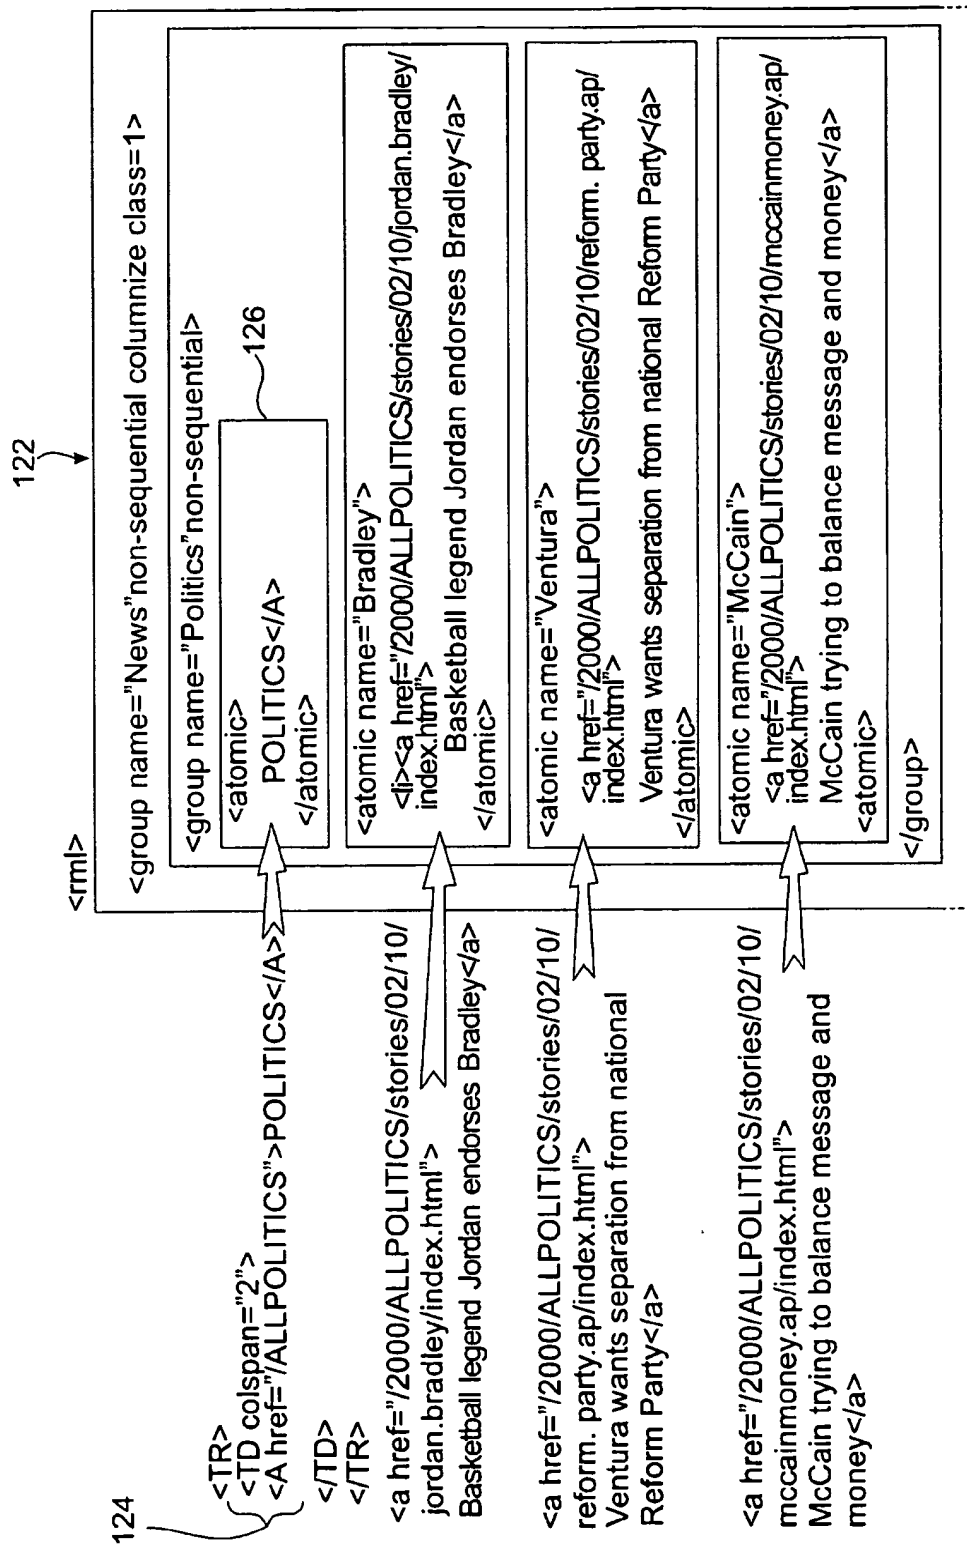 122
124
<TR>
<TD colspan="2">
<A href="/ALLPOLITICS">POLITICS</A>
</TD>
</TR>
<a href="/2000/ALLPOLITICS/stories/02/10/
jordan.bradley/index.html">
Basketball legend Jordan endorses Bradley</a>
<a href="/2000/ALLPOLITICS/stories/02/10/
reform. party.ap/index.html">
Ventura wants separation from national
Reform Party</a>
<a href="/2000/ALLPOLITICS/stories/02/10/
mccainmoney.ap/index.html">
McCain trying to balance message and
money</a>
<rml>
<group name="News"non-sequential columnize class=1>
<group name="Politics"non-sequential>
126
<atomic>
POLITICS</A>
</atomic>
<atomic name="Bradley">
<li><a href="/2000/ALLPOLITICS/stories/02/10/jordan.bradley/
index.html">
Basketball legend Jordan endorses Bradley</a>
</atomic>
<atomic name="Ventura">
<a href="/2000/ALLPOLITICS/stories/02/10/reform. party.ap/
index.html">
Ventura wants separation from national Reform Party</a>
</atomic>
<atomic name="McCain">
<a href="/2000/ALLPOLITICS/stories/02/10/mccainmoney.ap/
index.html">
McCain trying to balance message and money</a>
<atomic>
</group>